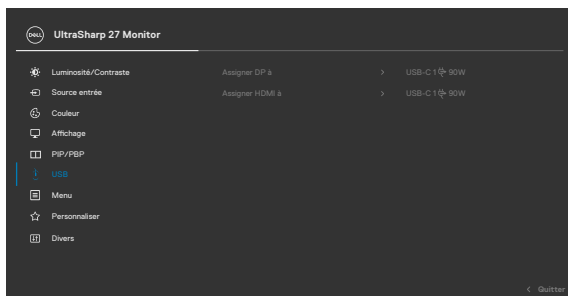 DELL UltraSharp 27 Monitor
Luminosité/Contraste Assigner DP à > USB-C 1 90W
Source entrée Assigner HDMI à > USB-C 1 90W
Couleur
Affichage
PIP/PBP
USB
Menu
Personnaliser
Divers
< Quitter